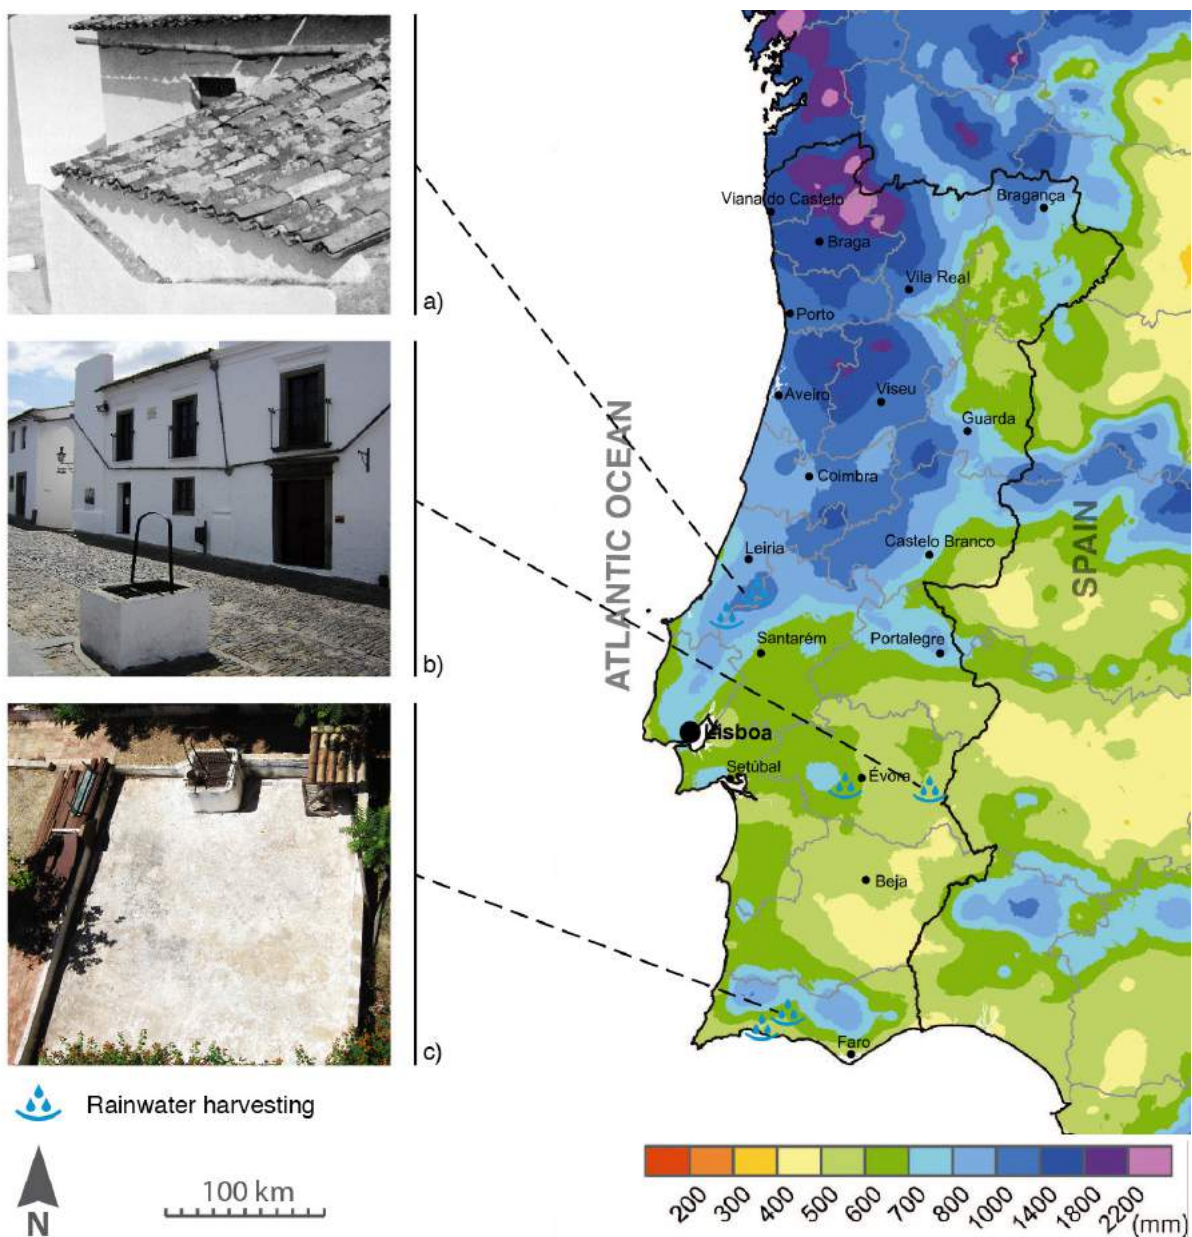 a)
b)
c)
Rainwater harvesting
N
100 km
ATLANTIC OCEAN
SPAIN
Viana do Castelo
Bragança
Braga
Vila Real
Porto
Aveiro
Viseu
Guarda
Coimbra
Leiria
Castelo Branco
Santarém
Portalegre
Lisboa
Setúbal
Évora
Beja
Faro
200
300
400
500
600
700
800
1000
1400
1800
2200
(mm)